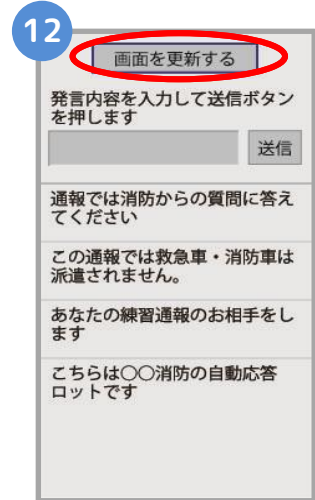 12
画面を更新する
発言内容を入力して送信ボタン
を押します
送信
通報では消防からの質問に答え
てください
この通報では救急車・消防車は
派遣されません。
あなたの練習通報のお相手をし
ます
こちらは〇〇消防の自動応答
ロットです